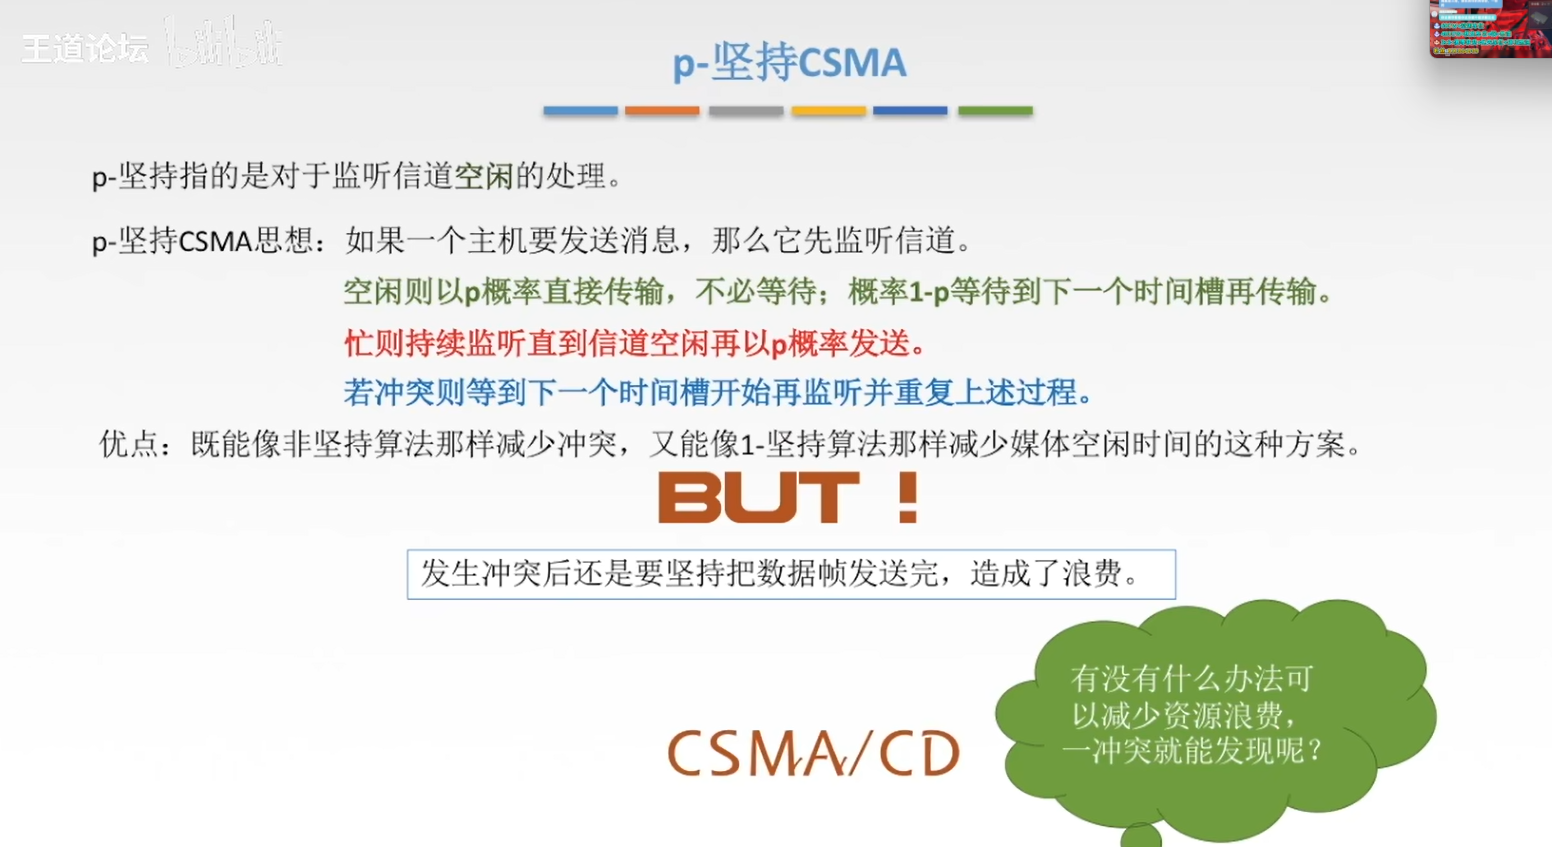 王道论坛 bilibili
p-坚持CSMA
p-坚持指的是对于监听信道空闲的处理。
p-坚持CSMA思想：如果一个主机要发送消息，那么它先监听信道。
空闲则以p概率直接传输，不必等待；概率1-p等待到下一个时间槽再传输。
忙则持续监听直到信道空闲再以p概率发送。
若冲突则等到下一个时间槽开始再监听并重复上述过程。
优点：既能像非坚持算法那样减少冲突，又能像1-坚持算法那样减少媒体空闲时间的这种方案。
BUT！
发生冲突后还是要坚持把数据帧发送完，造成了浪费。
有没有什么办法可
以减少资源浪费，
一冲突就能发现呢？
CSMA/CD